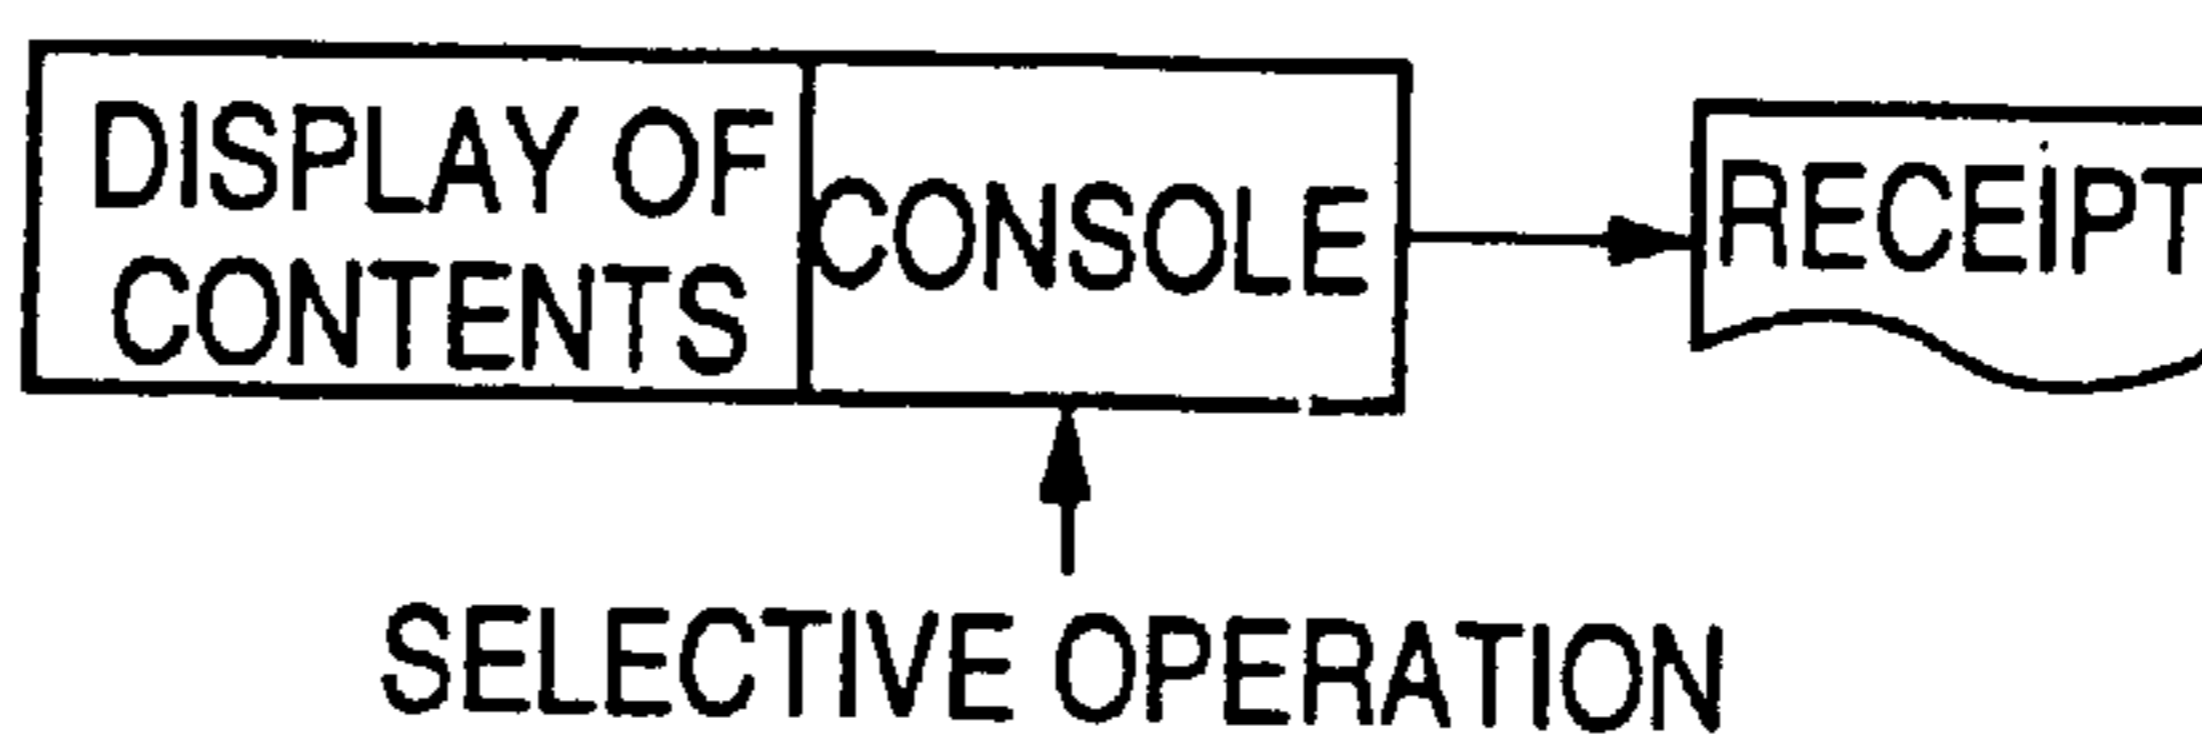 DISPLAY OF
CONTENTS
CONSOLE
RECEIPT
SELECTIVE OPERATION